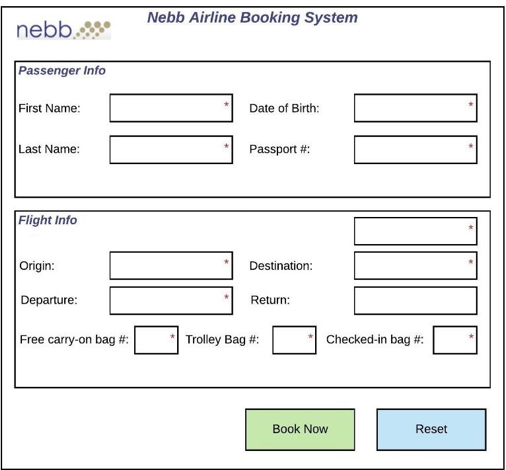 nebb
Nebb Airline Booking System
Passenger Info
First Name: * Date of Birth: *
Last Name: * Passport #: *
Flight Info
*
Origin: * Destination: *
Departure: * Return:
Free carry-on bag #: * Trolley Bag #: * Checked-in bag #: *
Book Now Reset